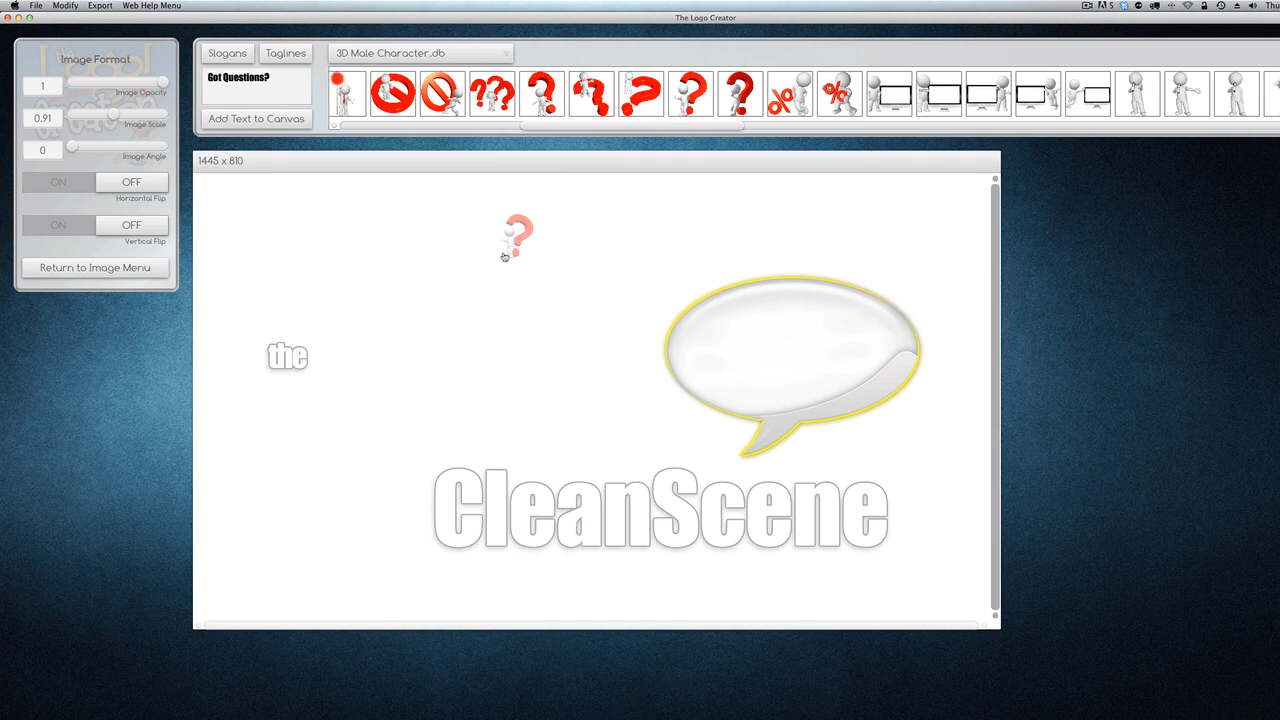 File Modify Export Web Help Menu
5 Thu
The Logo Creator
Image Format
1
Image Opacity
0.91
Image Scale
0
Image Angle
ON OFF
Horizontal Flip
ON OFF
Vertical Flip
Return to Image Menu
Slogans Taglines
3D Male Character.db
Got Questions?
Add Text to Canvas
1445 x 810
the
CleanScene